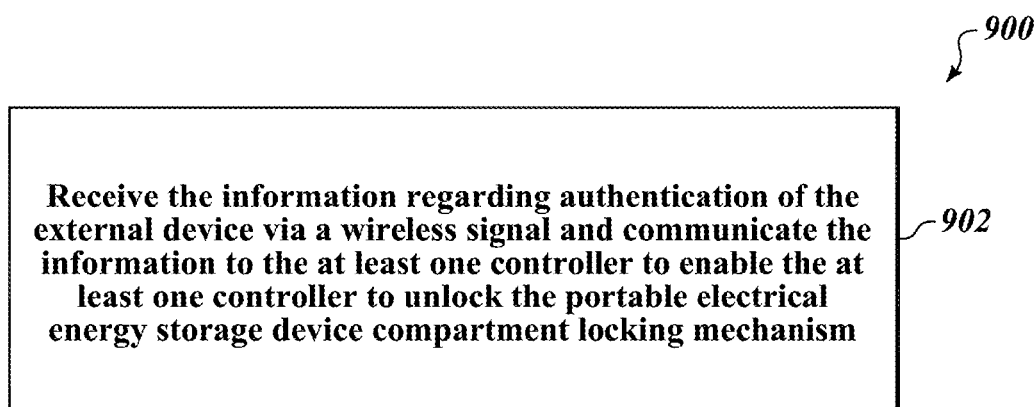 900
Receive the information regarding authentication of the
external device via a wireless signal and communicate the
information to the at least one controller to enable the at
least one controller to unlock the portable electrical
energy storage device compartment locking mechanism
902